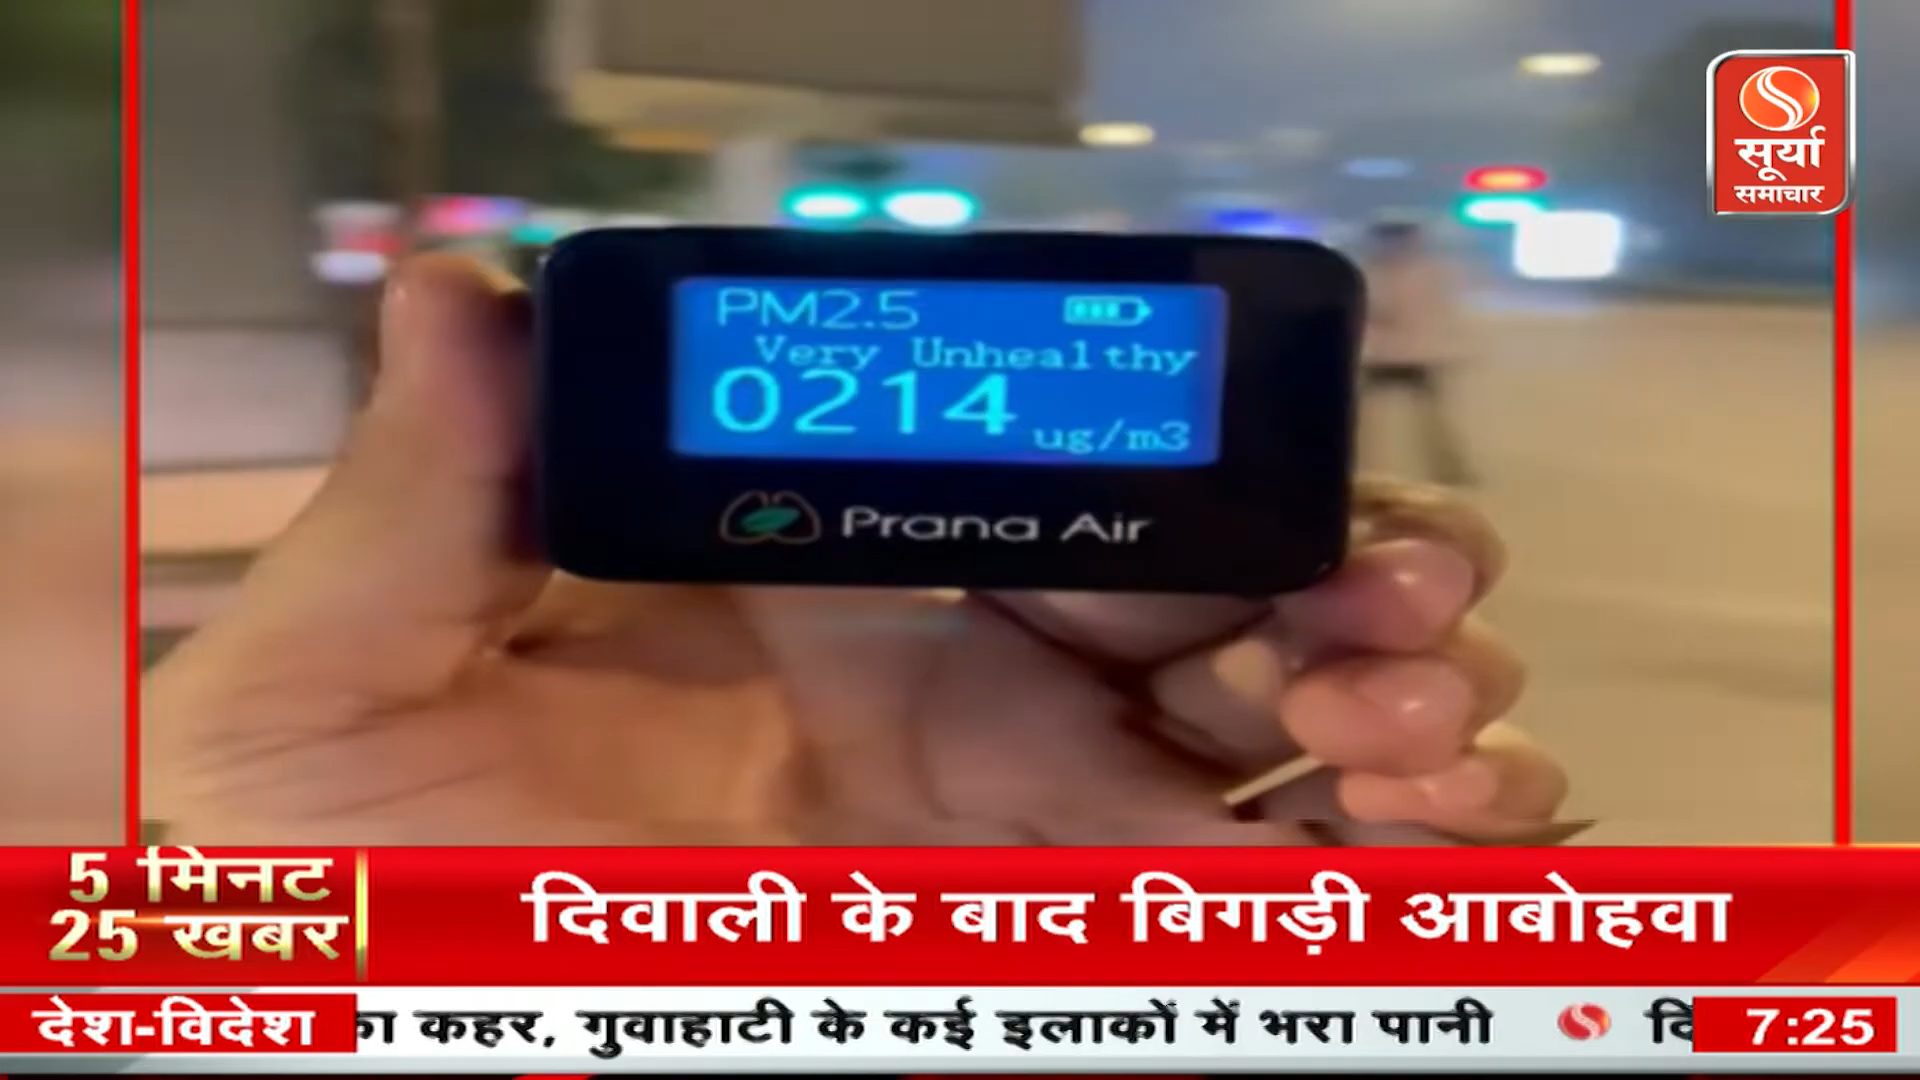 सूर्या
समाचार
PM2.5
Very Unhealthy
0214 ug/m3
Prana Air
5 मिनट
25 खबर
दिवाली के बाद बिगड़ी आबोहवा
देश-विदेश
कहर, गुवाहाटी के कई इलाकों में भरा पानी
7:25